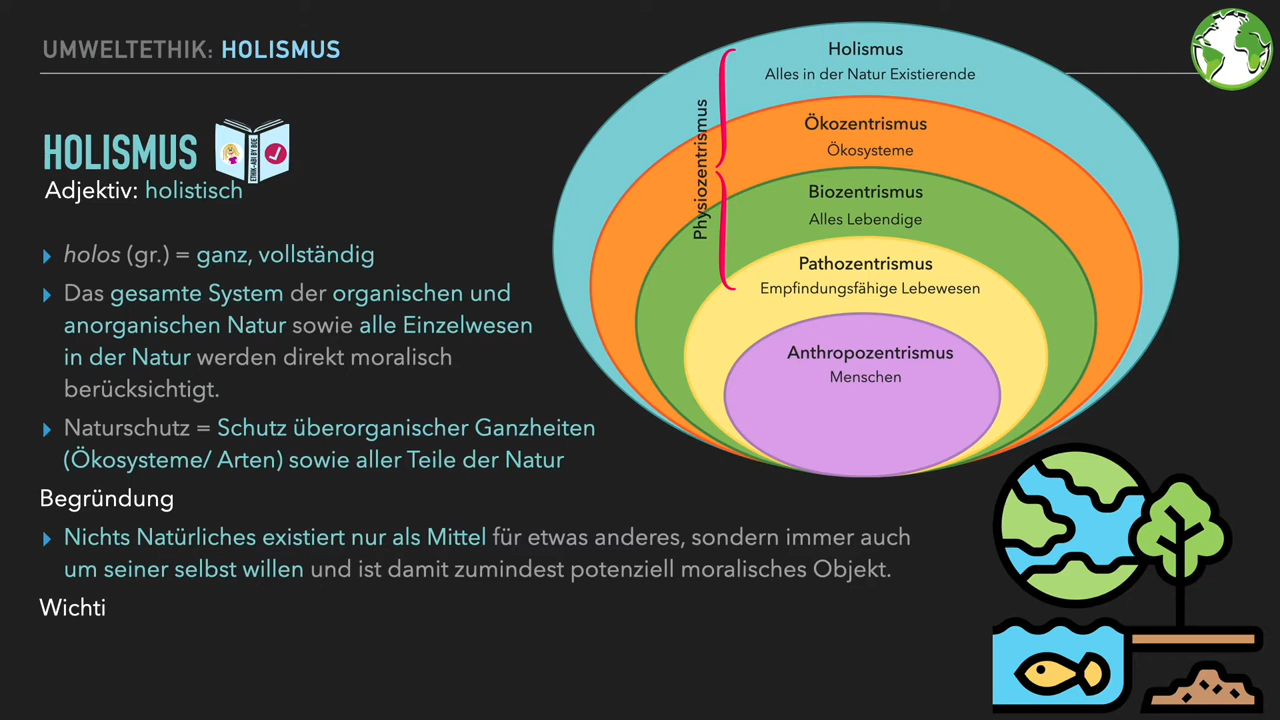 UMWELTETHIK: HOLISMUS
HOLISMUS
ETHIK-ABI BY BOE
Adjektiv: holistisch
holos (gr.) = ganz, vollständig
Das gesamte System der organischen und
anorganischen Natur sowie alle Einzelwesen
in der Natur werden direkt moralisch
berücksichtigt.
Naturschutz = Schutz überorganischer Ganzheiten
(Ökosysteme/ Arten) sowie aller Teile der Natur
Begründung
Nichts Natürliches existiert nur als Mittel für etwas anderes, sondern immer auch
um seiner selbst willen und ist damit zumindest potenziell moralisches Objekt.
Wichti
Physiozentrismus
Holismus
Alles in der Natur Existierende
Ökozentrismus
Ökosysteme
Biozentrismus
Alles Lebendige
Pathozentrismus
Empfindungsfähige Lebewesen
Anthropozentrismus
Menschen